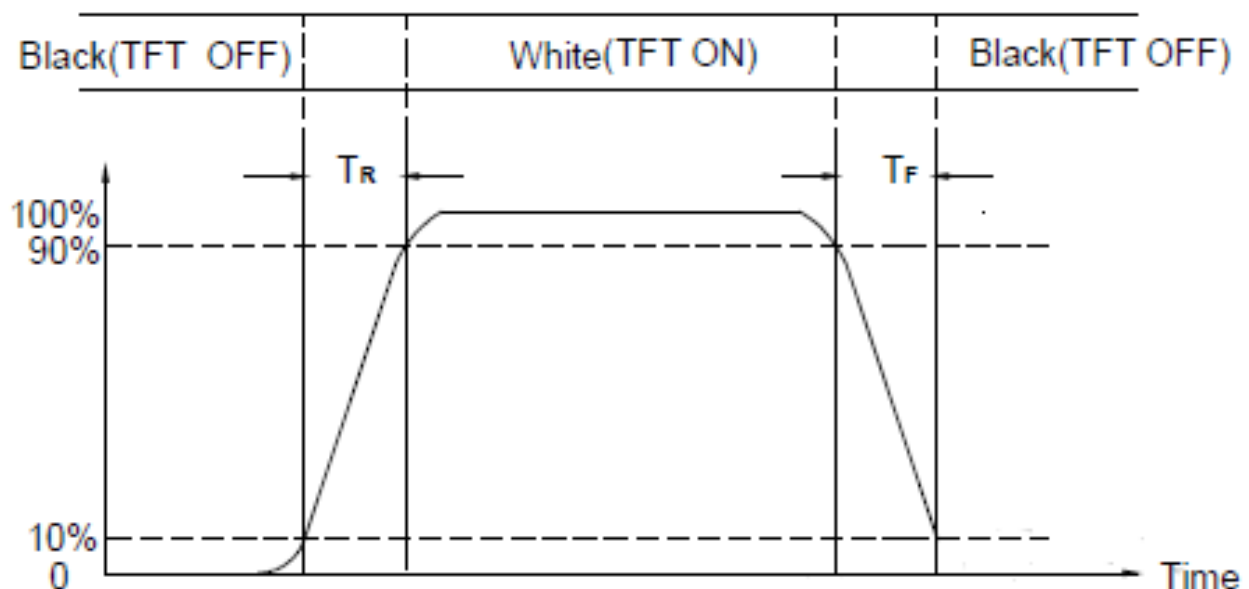 Black(TFT OFF) White(TFT ON) Black(TFT OFF)
TR TF
100%
90%
10%
0
Time